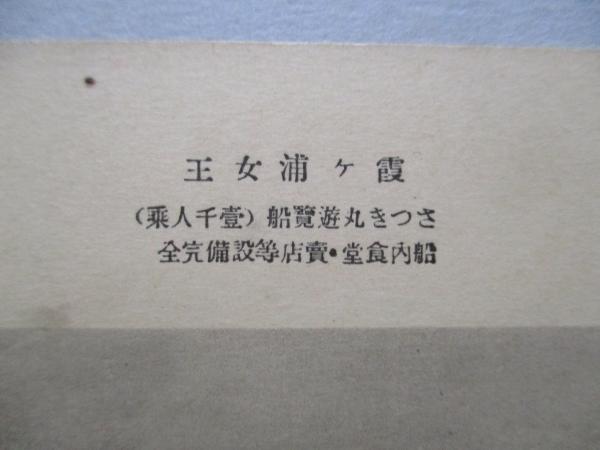 霞ヶ浦女王
さつき丸遊覽船（壹千人乘）
船內食堂・賣店等設備完全